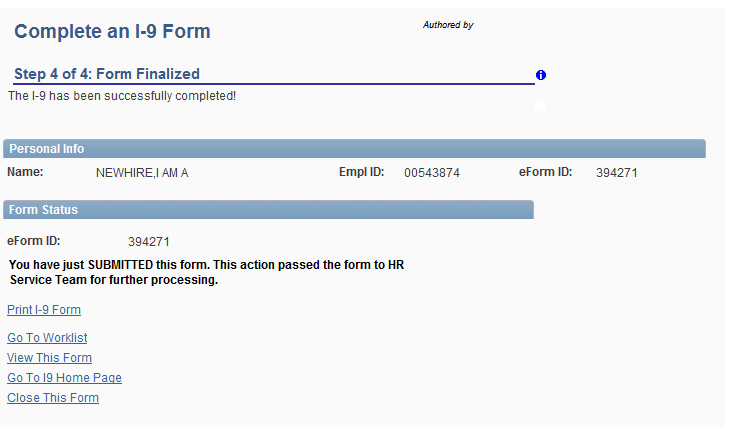 Complete an I-9 Form
Authored by
Step 4 of 4: Form Finalized
The I-9 has been successfully completed!
Personal Info
Name: NEWHIRE,I AM A Empl ID: 00543874 eForm ID: 394271
Form Status
eForm ID: 394271
You have just SUBMITTED this form. This action passed the form to HR
Service Team for further processing.
Print I-9 Form
Go To Worklist
View This Form
Go To I9 Home Page
Close This Form